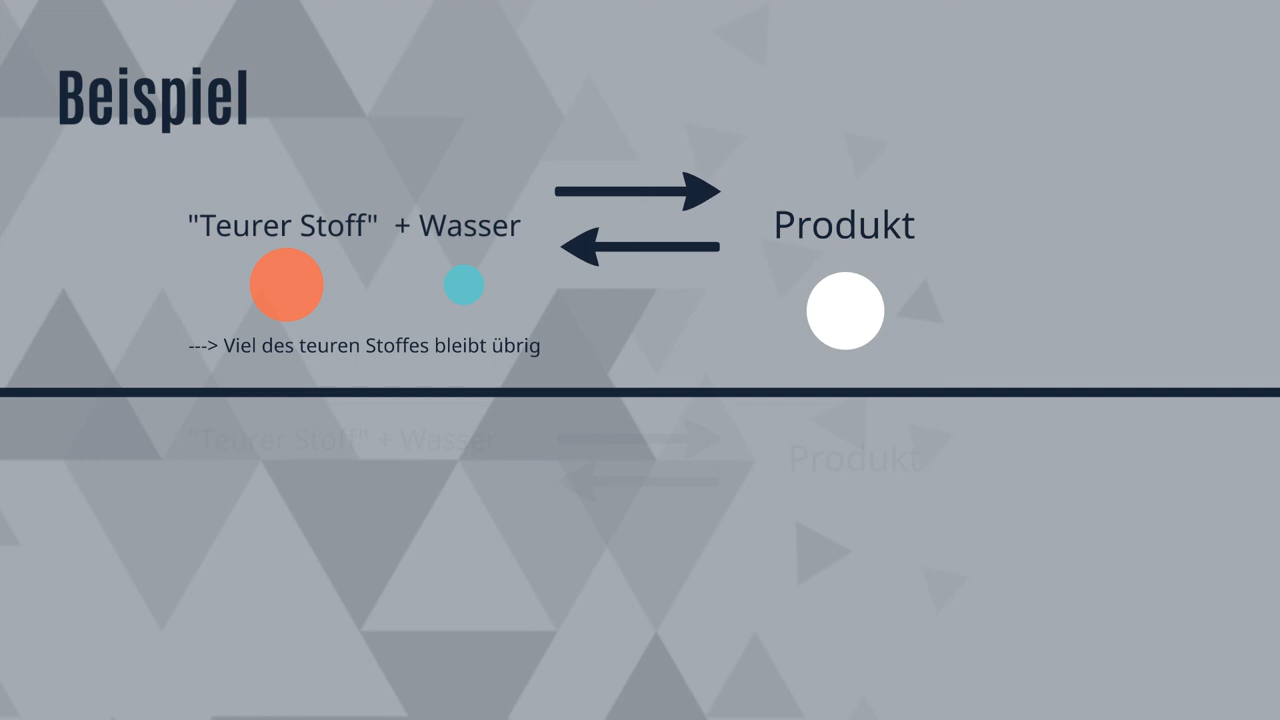 Beispiel
"Teurer Stoff" + Wasser
Produkt
---> Viel des teuren Stoffes bleibt übrig
"Teurer Stoff" + Wasser
Produkt